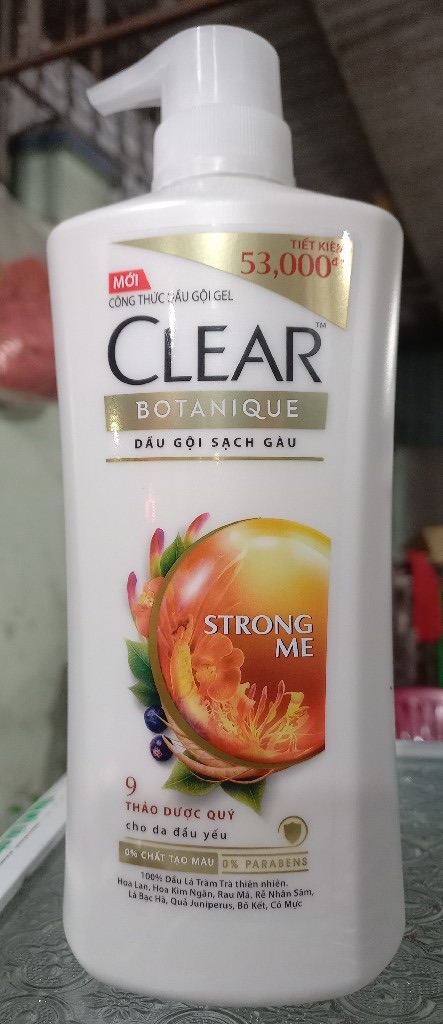 TIẾT KIỆM
53,000đ
MỚI
CÔNG THỨC DẦU GỘI GEL
CLEAR™
BOTANIQUE
DẦU GỘI SẠCH GÀU
STRONG
ME
9
THẢO DƯỢC QUÝ
cho da đầu yếu
0% CHẤT TẠO MÀU 0% PARABENS
100% Dầu Lá Tràm Trà thiên nhiên.
Hoa Lan, Hoa Kim Ngân, Rau Má, Rễ Nhân Sâm,
Lá Bạc Hà, Quả Juniperus, Bồ Kết, Cỏ Mực